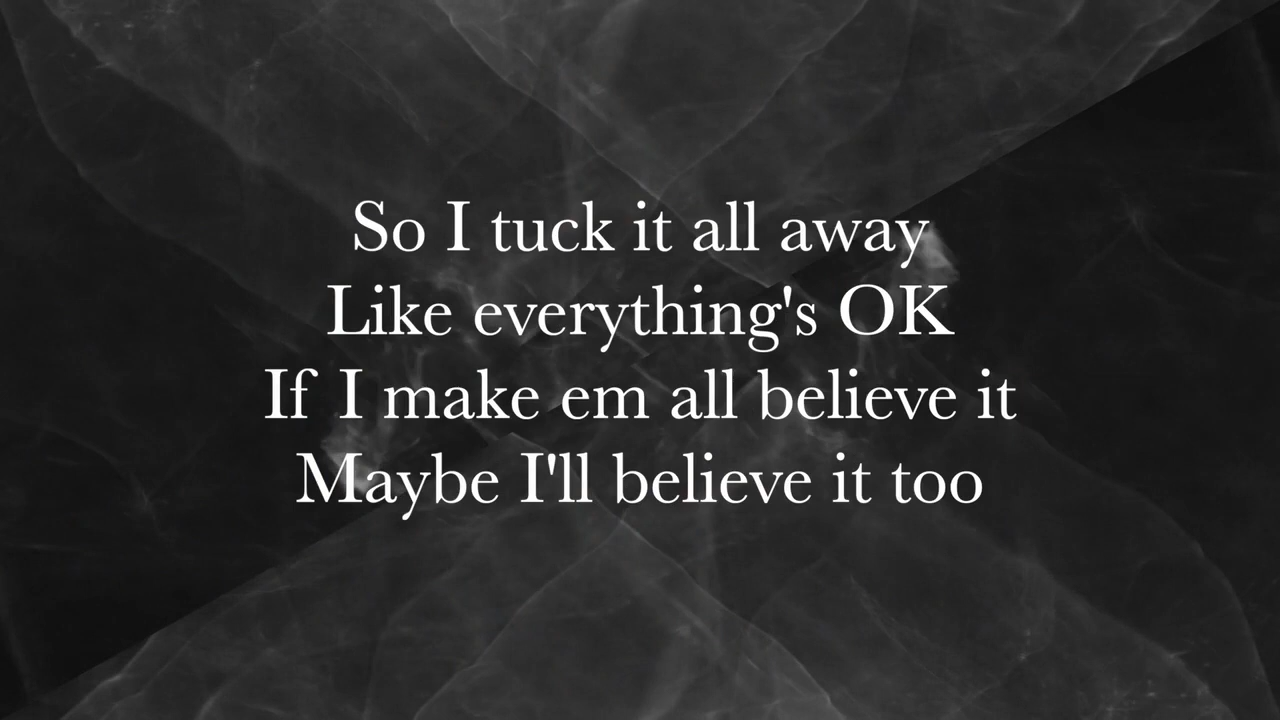 So I tuck it all away
Like everything's OK
If I make em all believe it
Maybe I'll believe it too